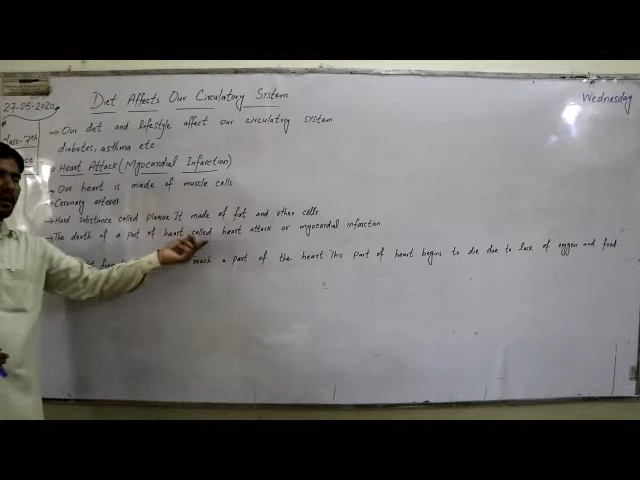 27.05-2020
Diet Affects Our Circulatory System
Wednesday
Class-7th
→ Our diet and lifestyle affect our circulatory system
diabetes, asthma etc
Heart Attack (Myocardial Infarction)
→ Our heart is made of muscle cells
→ Coronary arteries
→ Hard substance called plaque. It made of fat and other cells
→ The death of a part of heart called heart attack or myocardial infarction
reach a part of the heart. This part of heart begins to die due to lack of oxygen and food